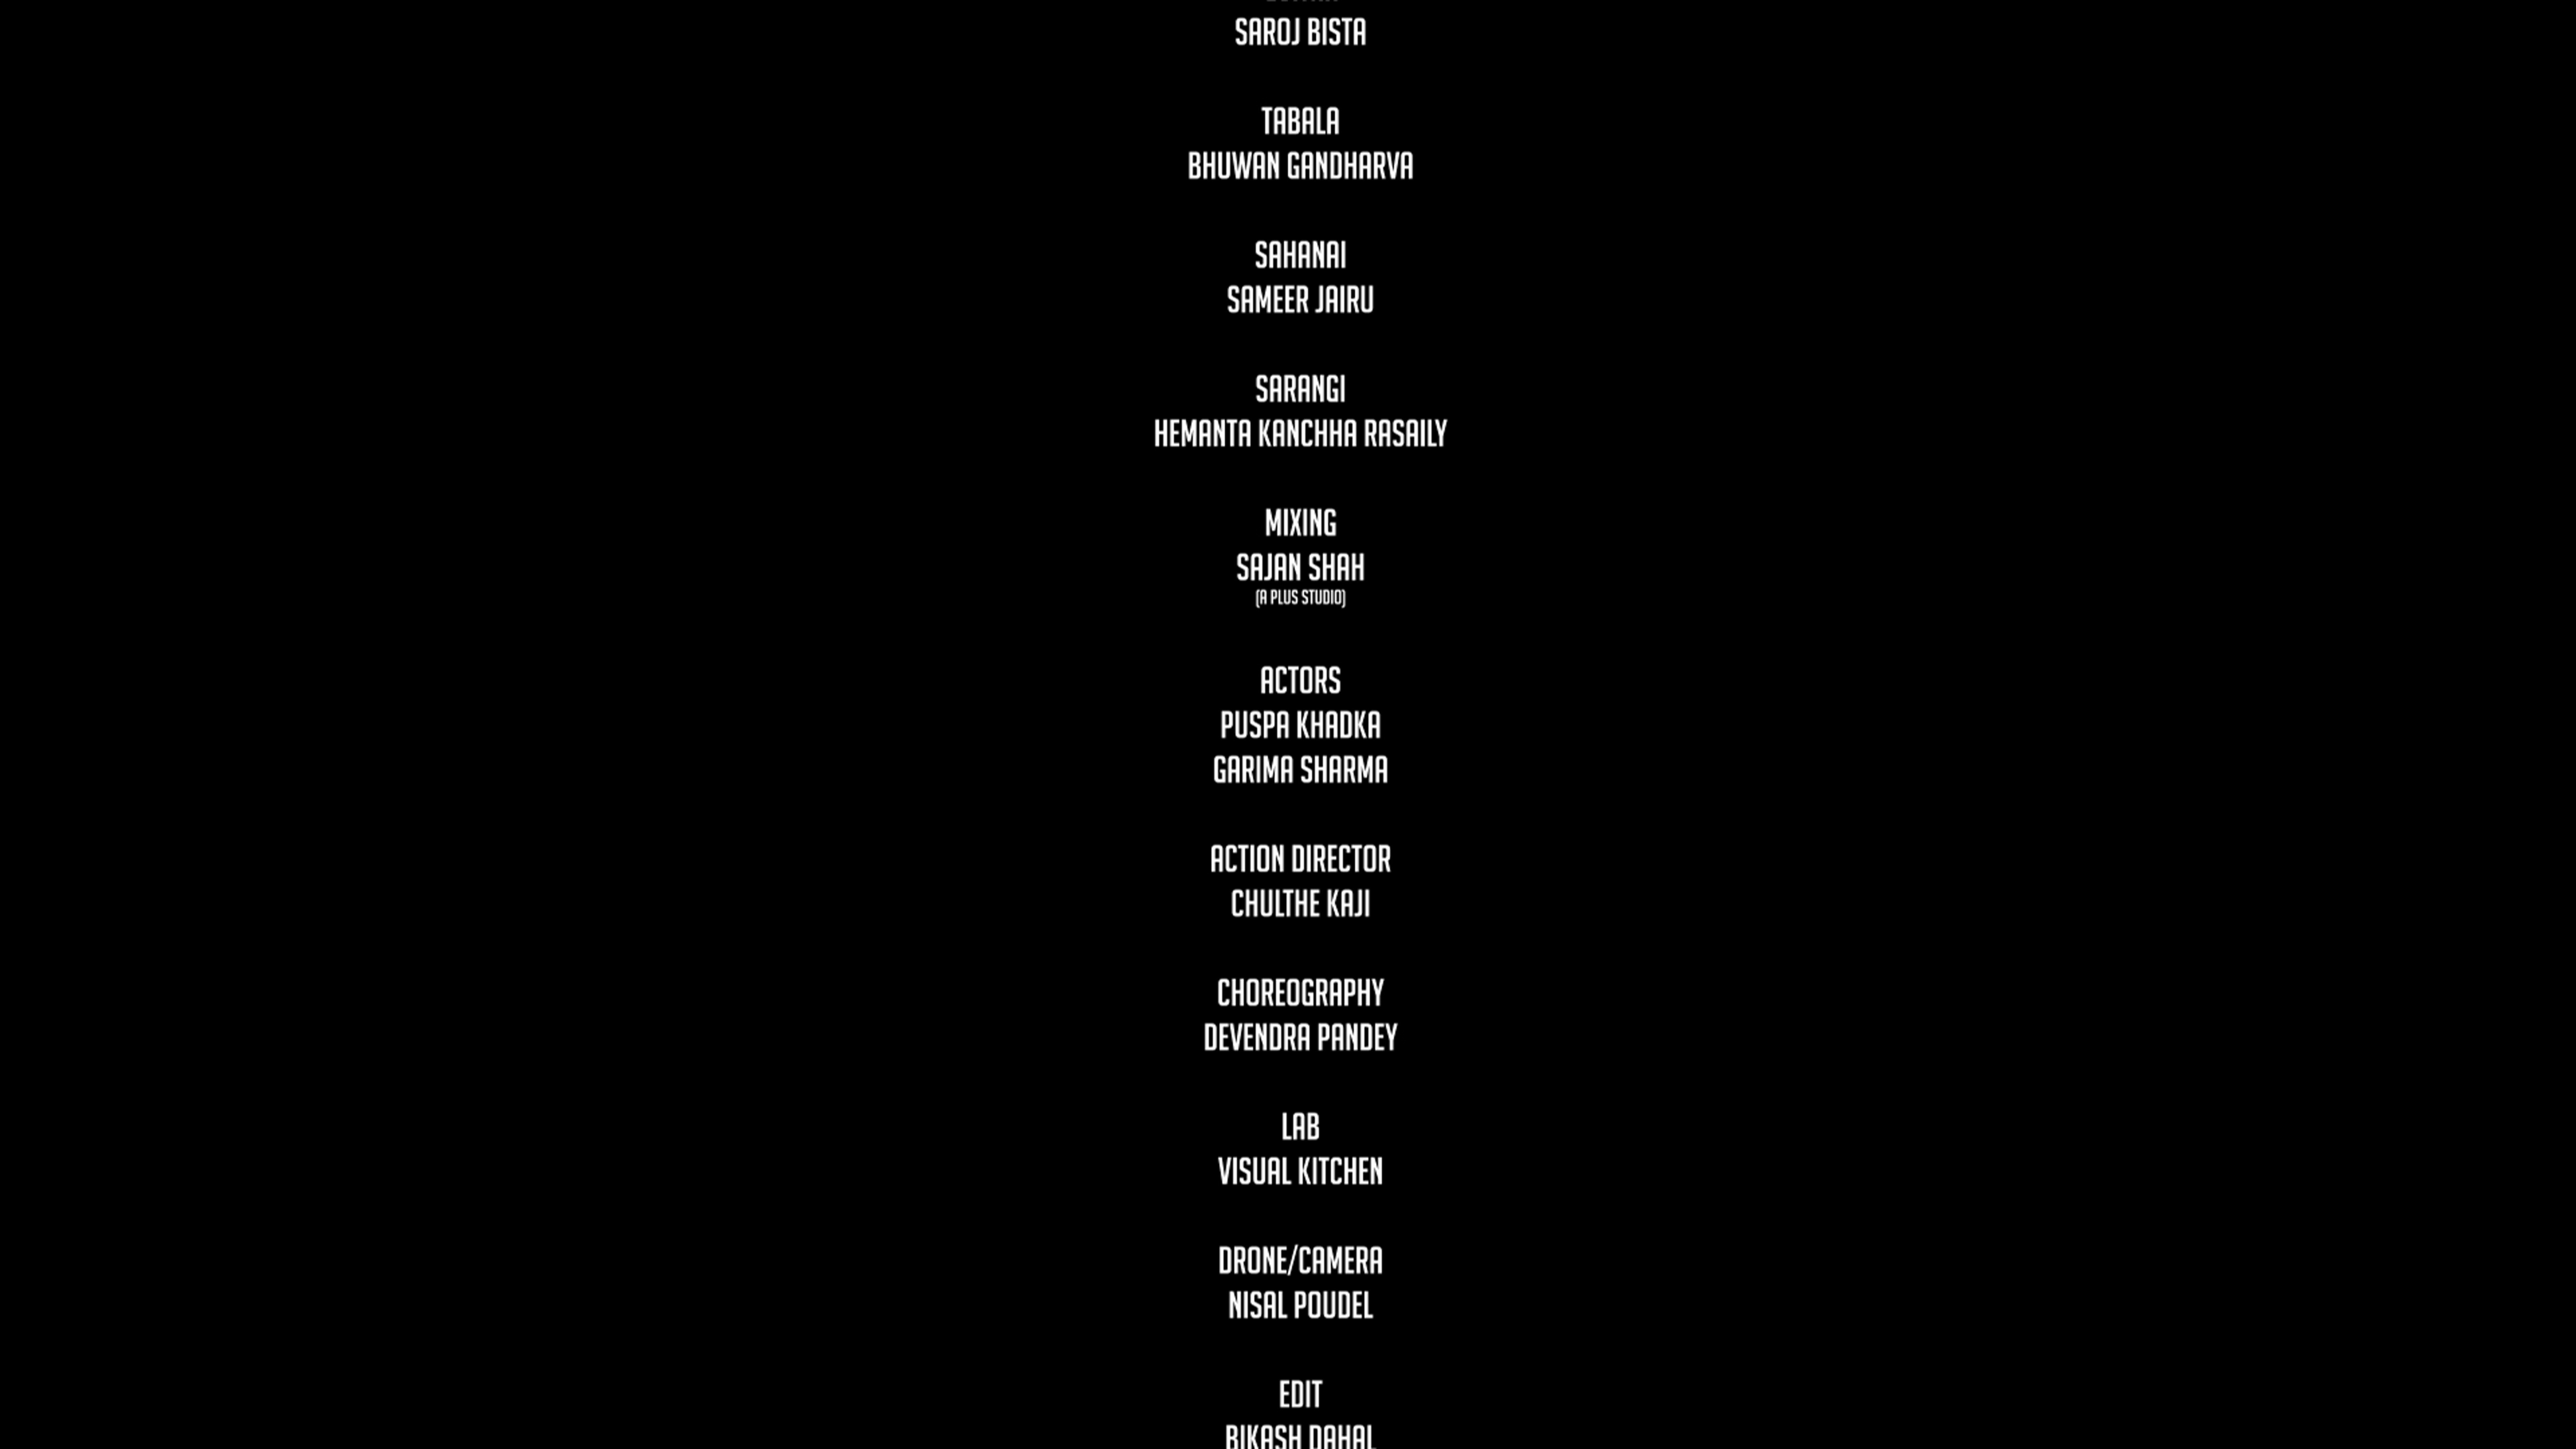 SAROJ BISTA
TABALA
BHUWAN GANDHARVA
SAHANAI
SAMEER JAIRU
SARANGI
HEMANTA KANCHHA RASAILY
MIXING
SAJAN SHAH
(A PLUS STUDIO)
ACTORS
PUSPA KHADKA
GARIMA SHARMA
ACTION DIRECTOR
CHULTHE KAJI
CHOREOGRAPHY
DEVENDRA PANDEY
LAB
VISUAL KITCHEN
DRONE/CAMERA
NISAL POUDEL
EDIT
BIKASH DAHAL